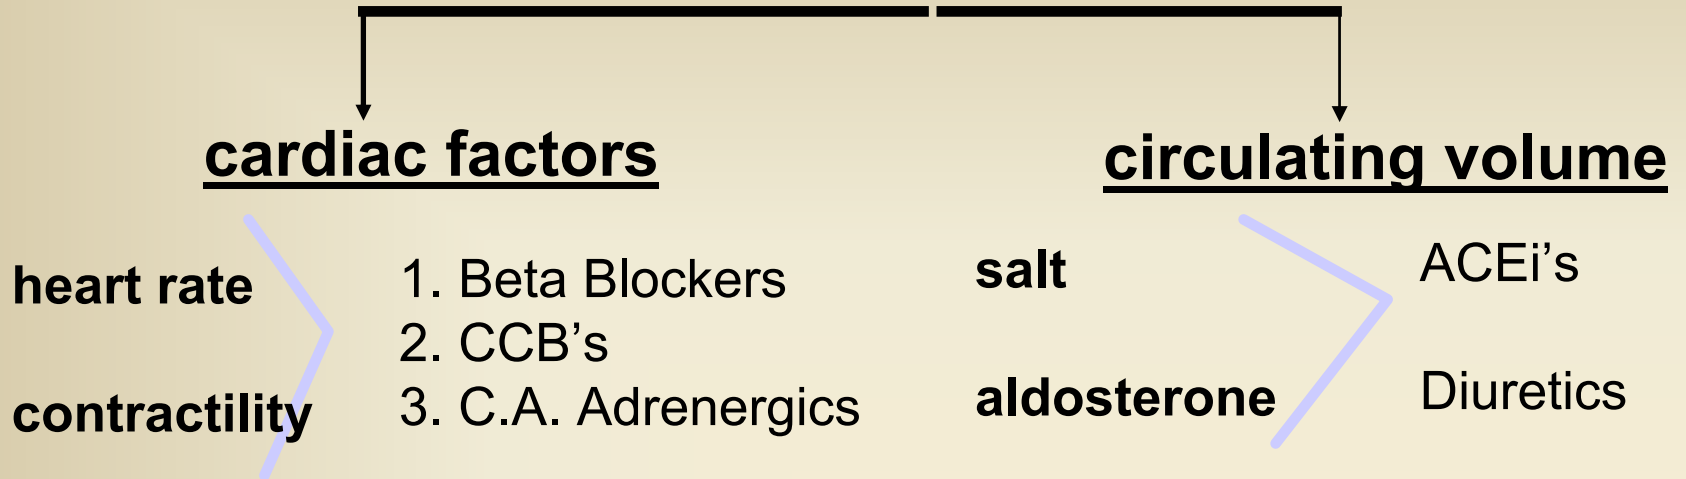 cardiac factors
circulating volume
heart rate
contractility
1. Beta Blockers
2. CCB’s
3. C.A. Adrenergics
salt
aldosterone
ACEi’s
Diuretics